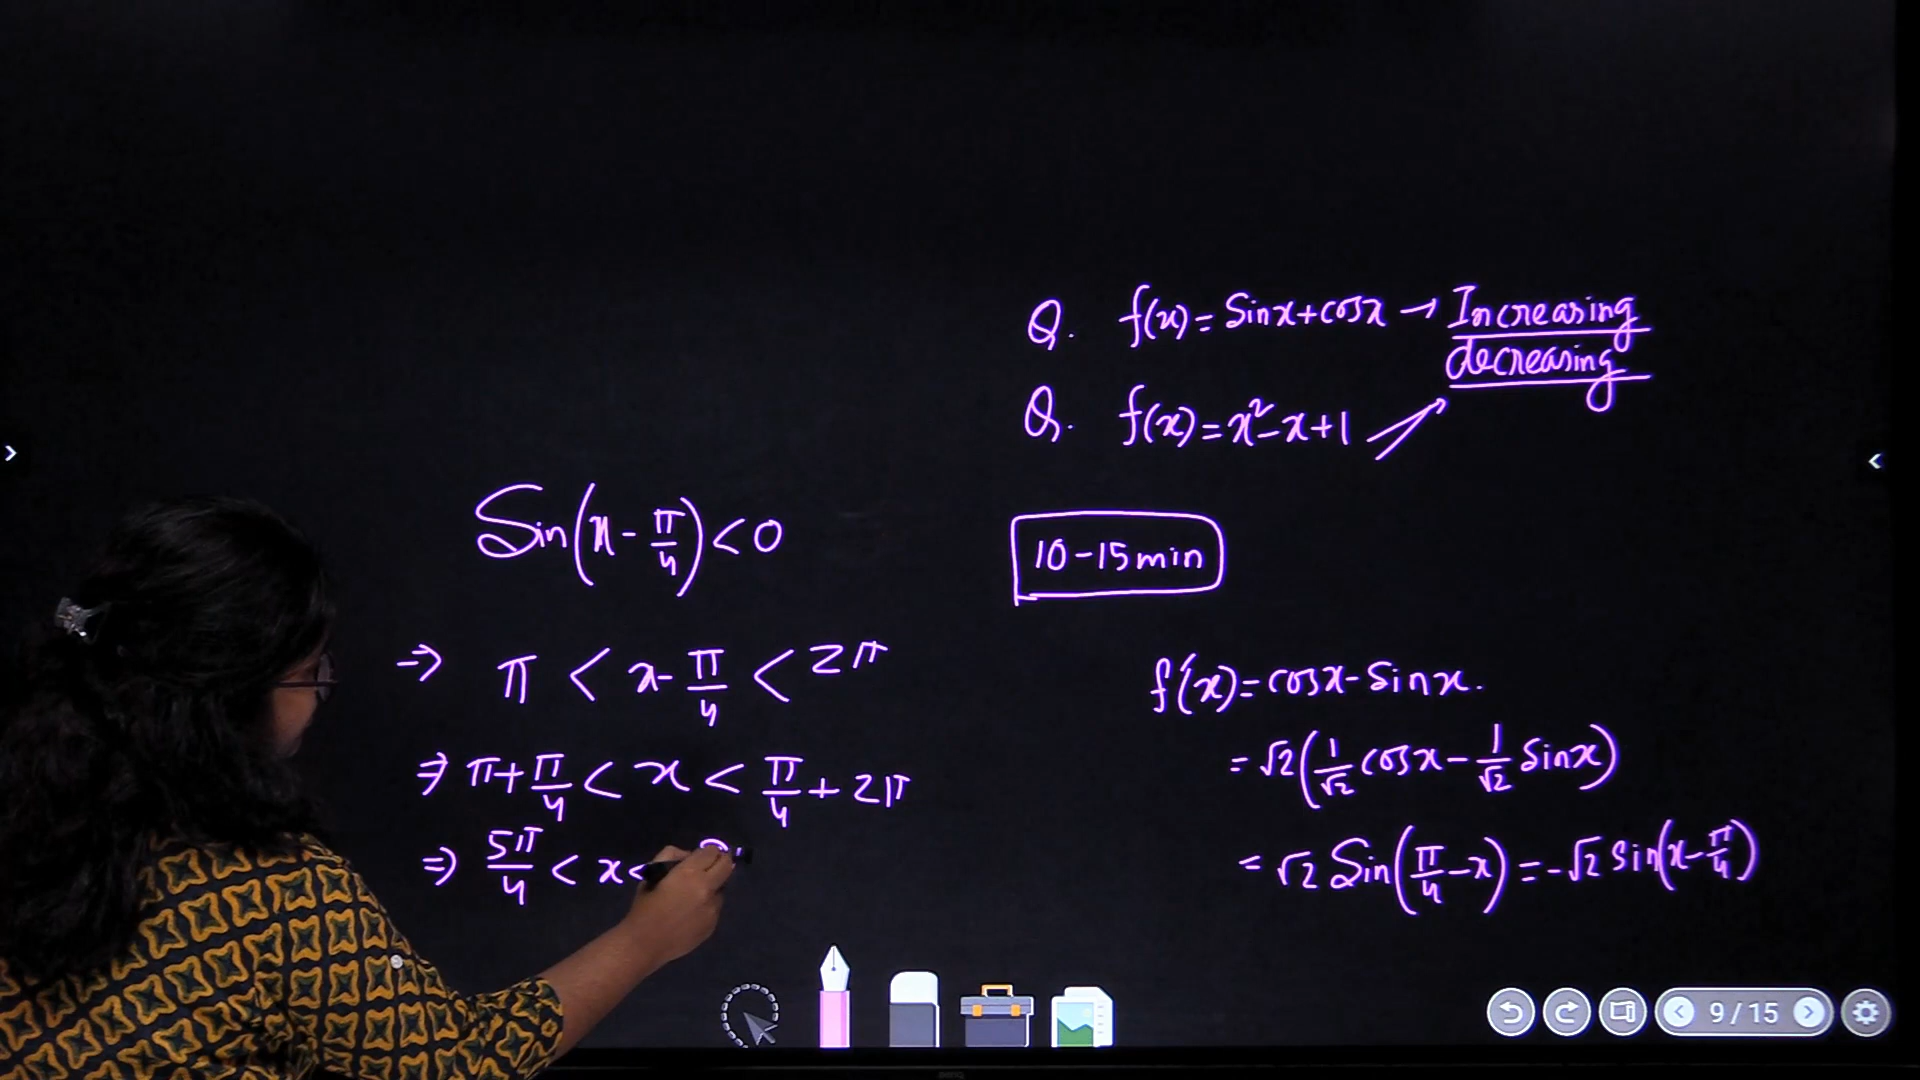 Q. f(x) = Sinx+cosx → Increasing
decreasing
Q. f(x) = x²-x+1
Sin(x - π/4) < 0
10-15min
→ π < x - π/4 < 2π
⇒ π+π/4 < x < π/4 + 2π
⇒ 5π/4 < x <
f'(x) = cosx - Sinx.
= √2(1/√2 cosx - 1/√2 Sinx)
= √2 Sin(π/4 - x) = -√2 Sin(x - π/4)
9/15